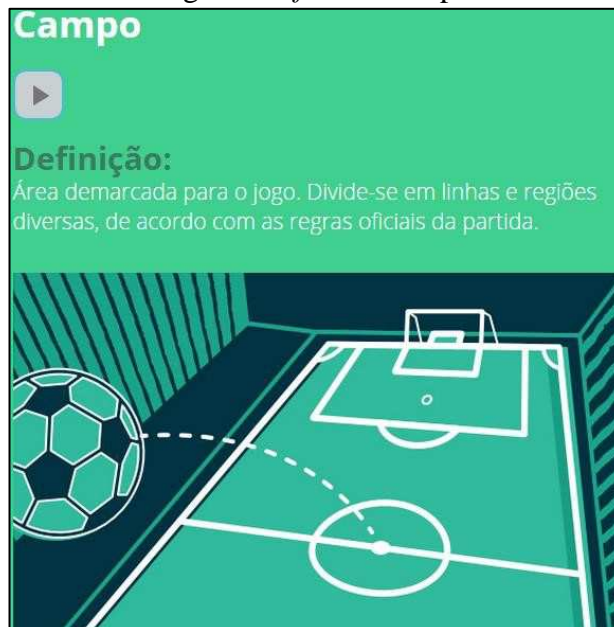 Campo
Definição:
Área demarcada para o jogo. Divide-se em linhas e regiões
diversas, de acordo com as regras oficiais da partida.